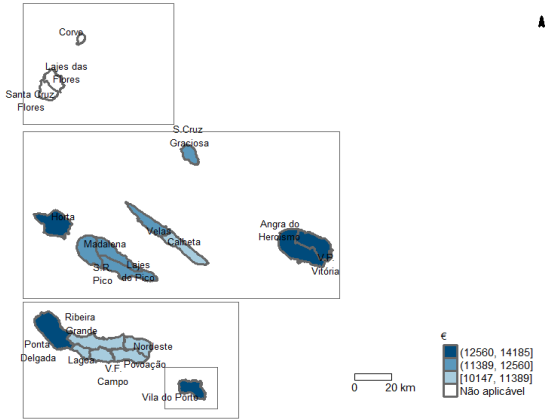 Corvo
Lajes das
Flores
Santa Cruz
Flores
S.Cruz
Graciosa
Horta
Velas
Calheta
Madalena
S.R.
Pico
Lajes
do Pico
Angra do
Heroísmo
V.P.
Vitória
Ribeira
Grande
Ponta
Delgada
Lagoa
Nordeste
V.F.
Campo
Povoação
Vila do Porto
€
(12560, 14185]
(11389, 12560]
[10147, 11389]
Não aplicável
0 20 km